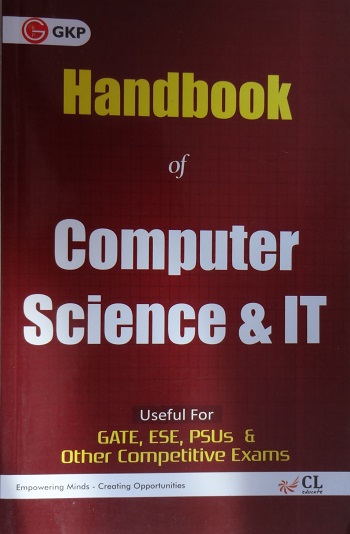 G GKP
Handbook
of
Computer
Science & IT
Useful For
GATE, ESE, PSUs &
Other Competitive Exams
Empowering Minds - Creating Opportunities
CL
educate